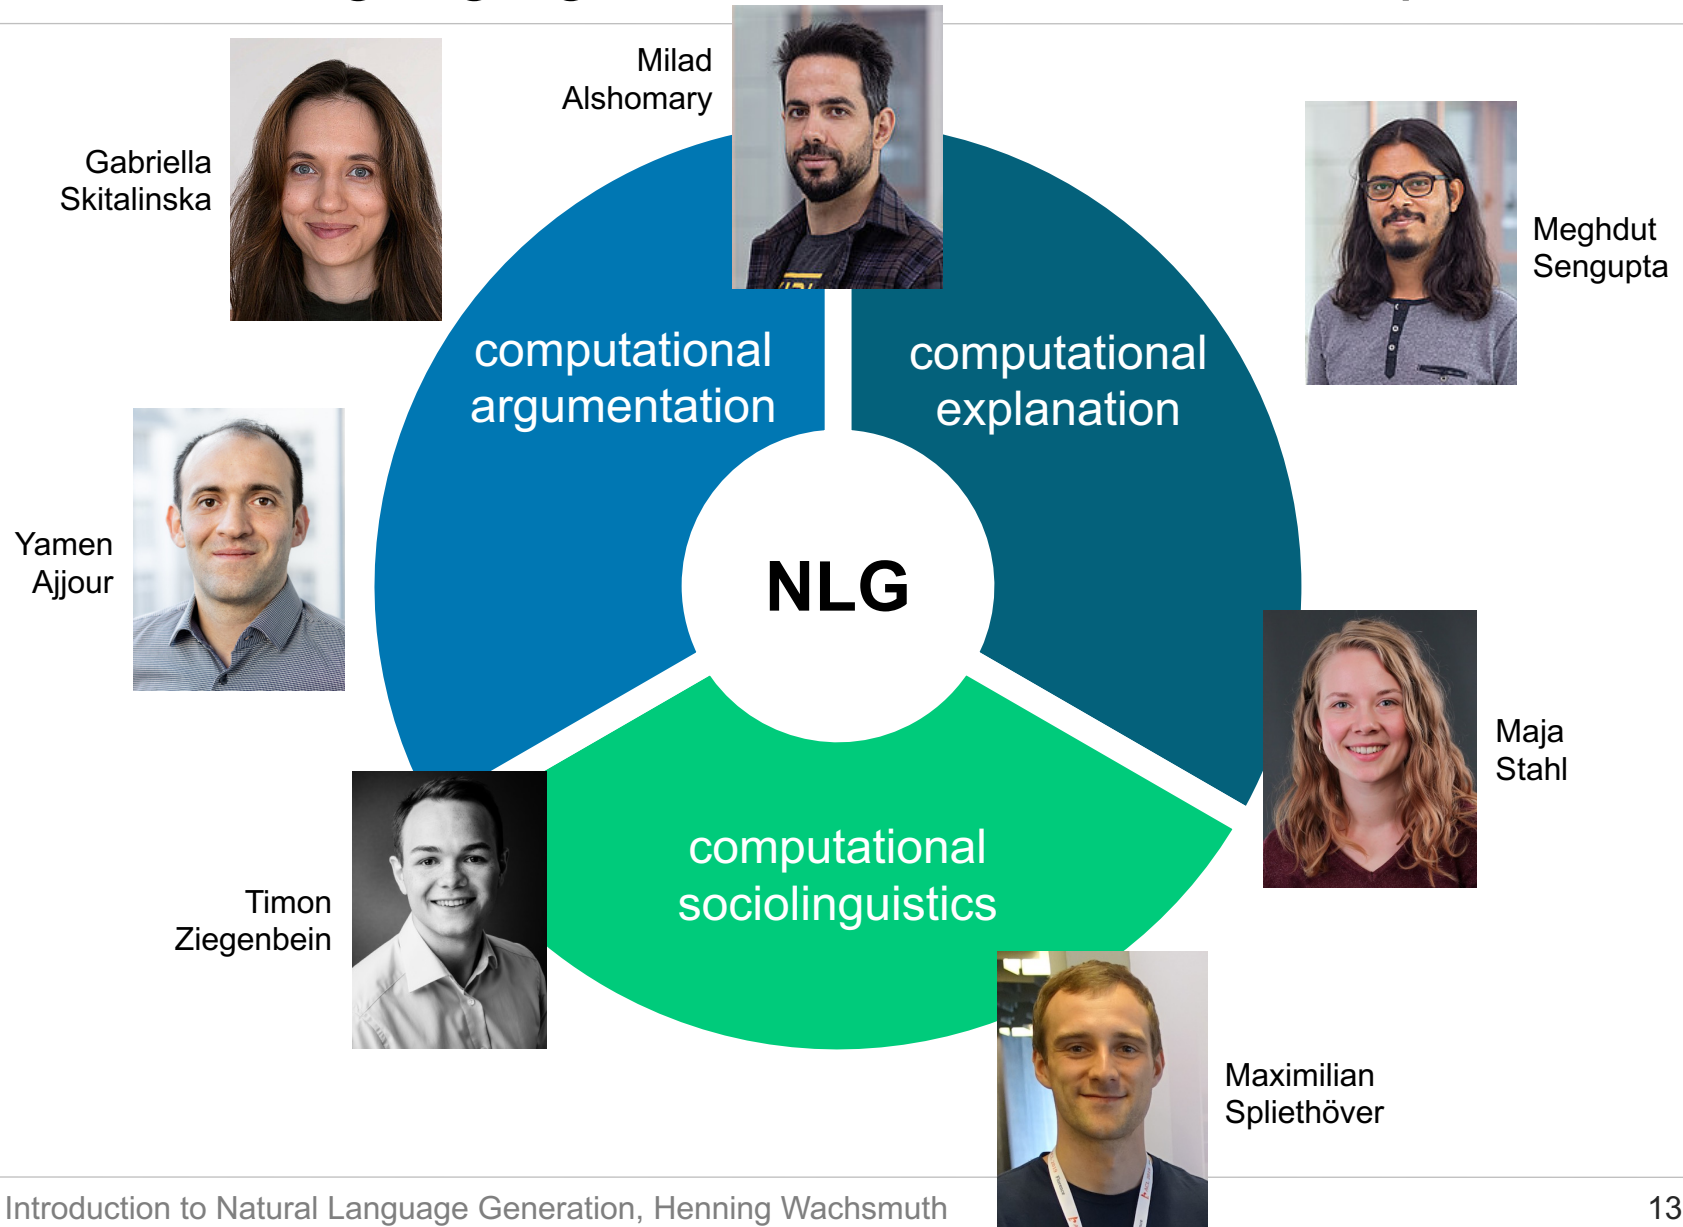 Milad
Alshomary
Gabriella
Skitalinska
Meghdut
Sengupta
computational
argumentation
computational
explanation
Yamen
Ajjour
NLG
Maja
Stahl
computational
sociolinguistics
Timon
Ziegenbein
Maximilian
Spliethöver
Introduction to Natural Language Generation, Henning Wachsmuth
13